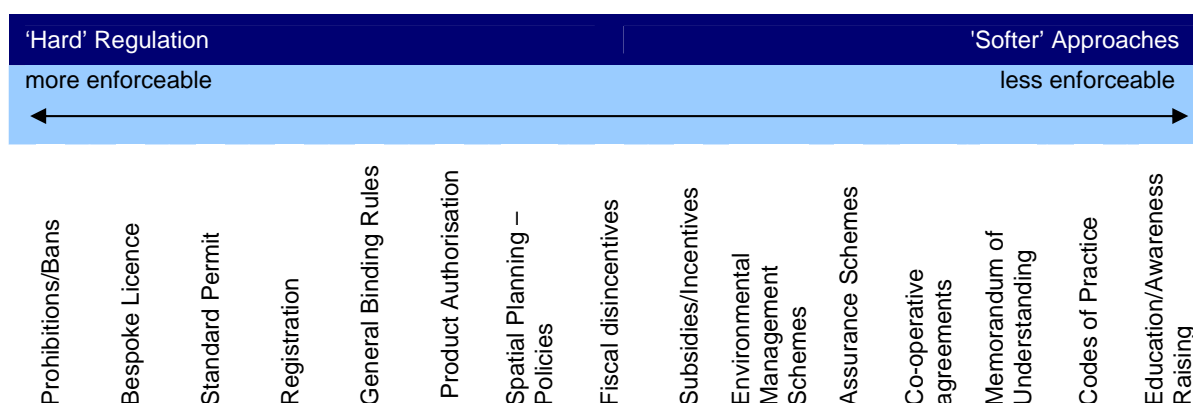 ‘Hard’ Regulation
'Softer' Approaches
more enforceable
less enforceable
Prohibitions/Bans
Bespoke Licence
Standard Permit
Registration
General Binding Rules
Product Authorisation
Spatial Planning –
Policies
Fiscal disincentives
Subsidies/Incentives
Environmental
Management
Schemes
Assurance Schemes
Co-operative
agreements
Memorandum of
Understanding
Codes of Practice
Education/Awareness
Raising